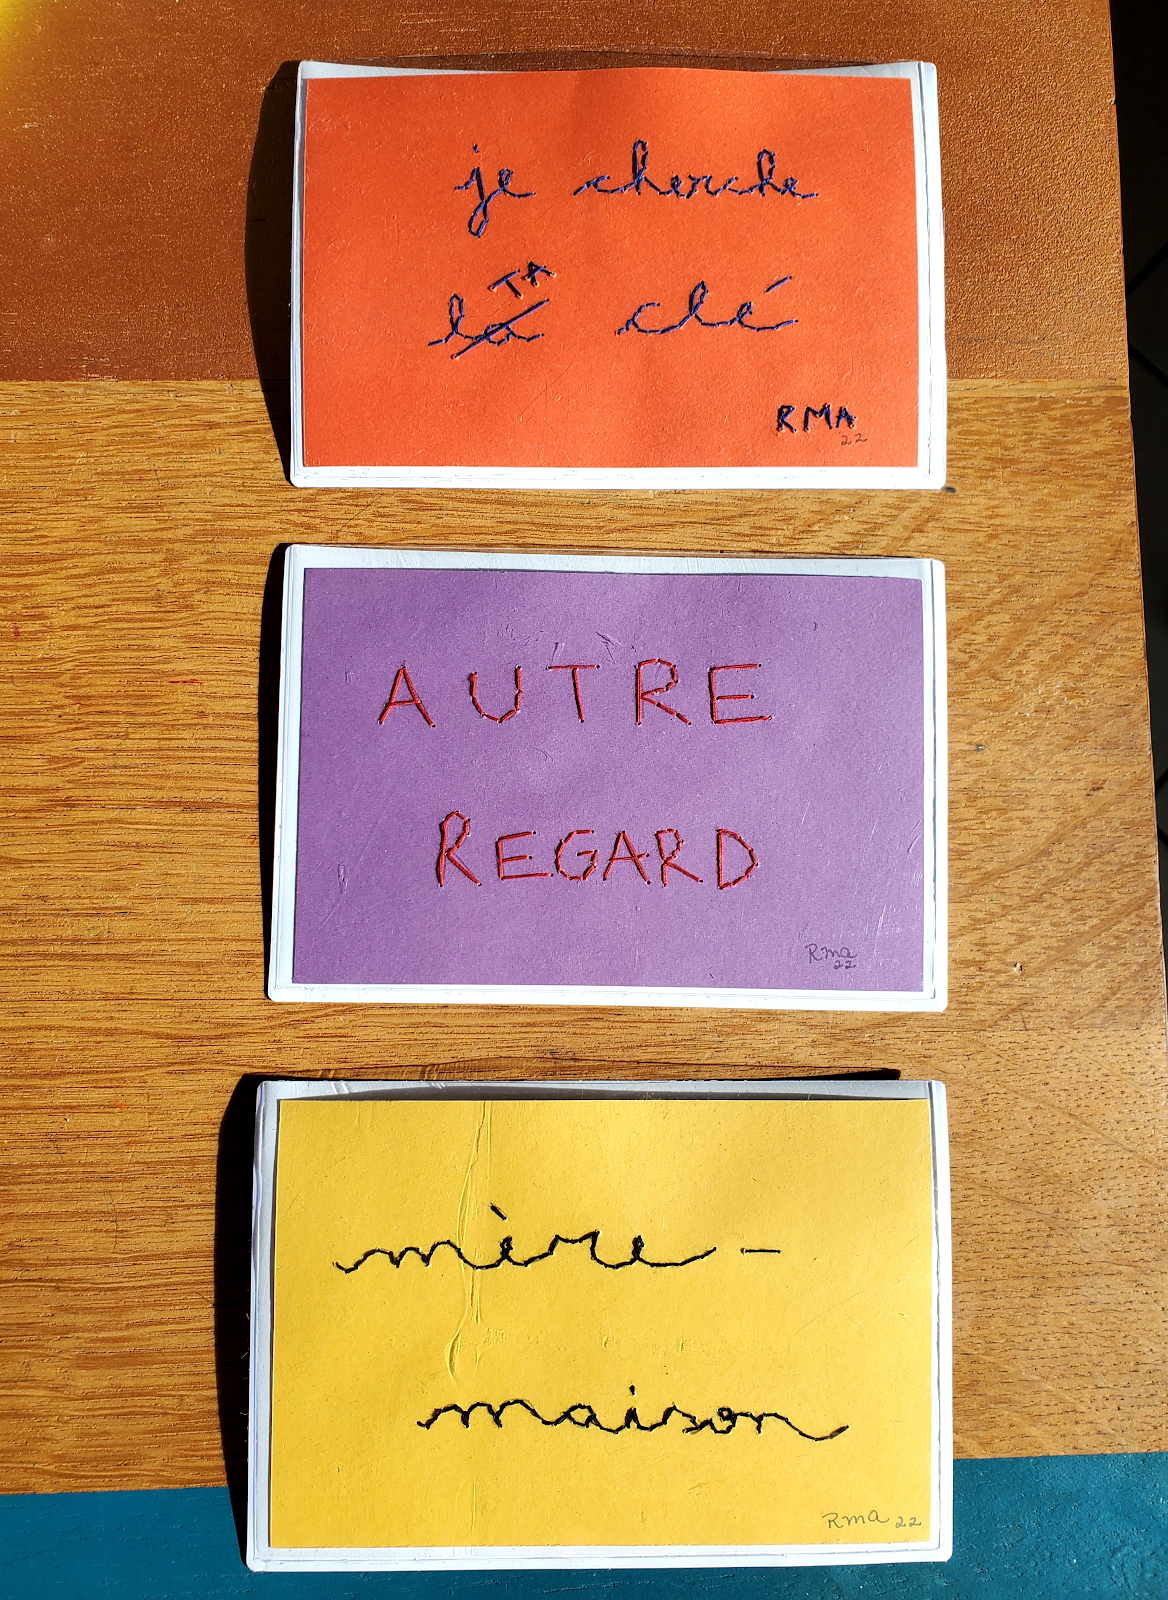 je cherche
TA
la clé
RMA
22
AUTRE
REGARD
Rma
22
mère -
maison
Rma 22